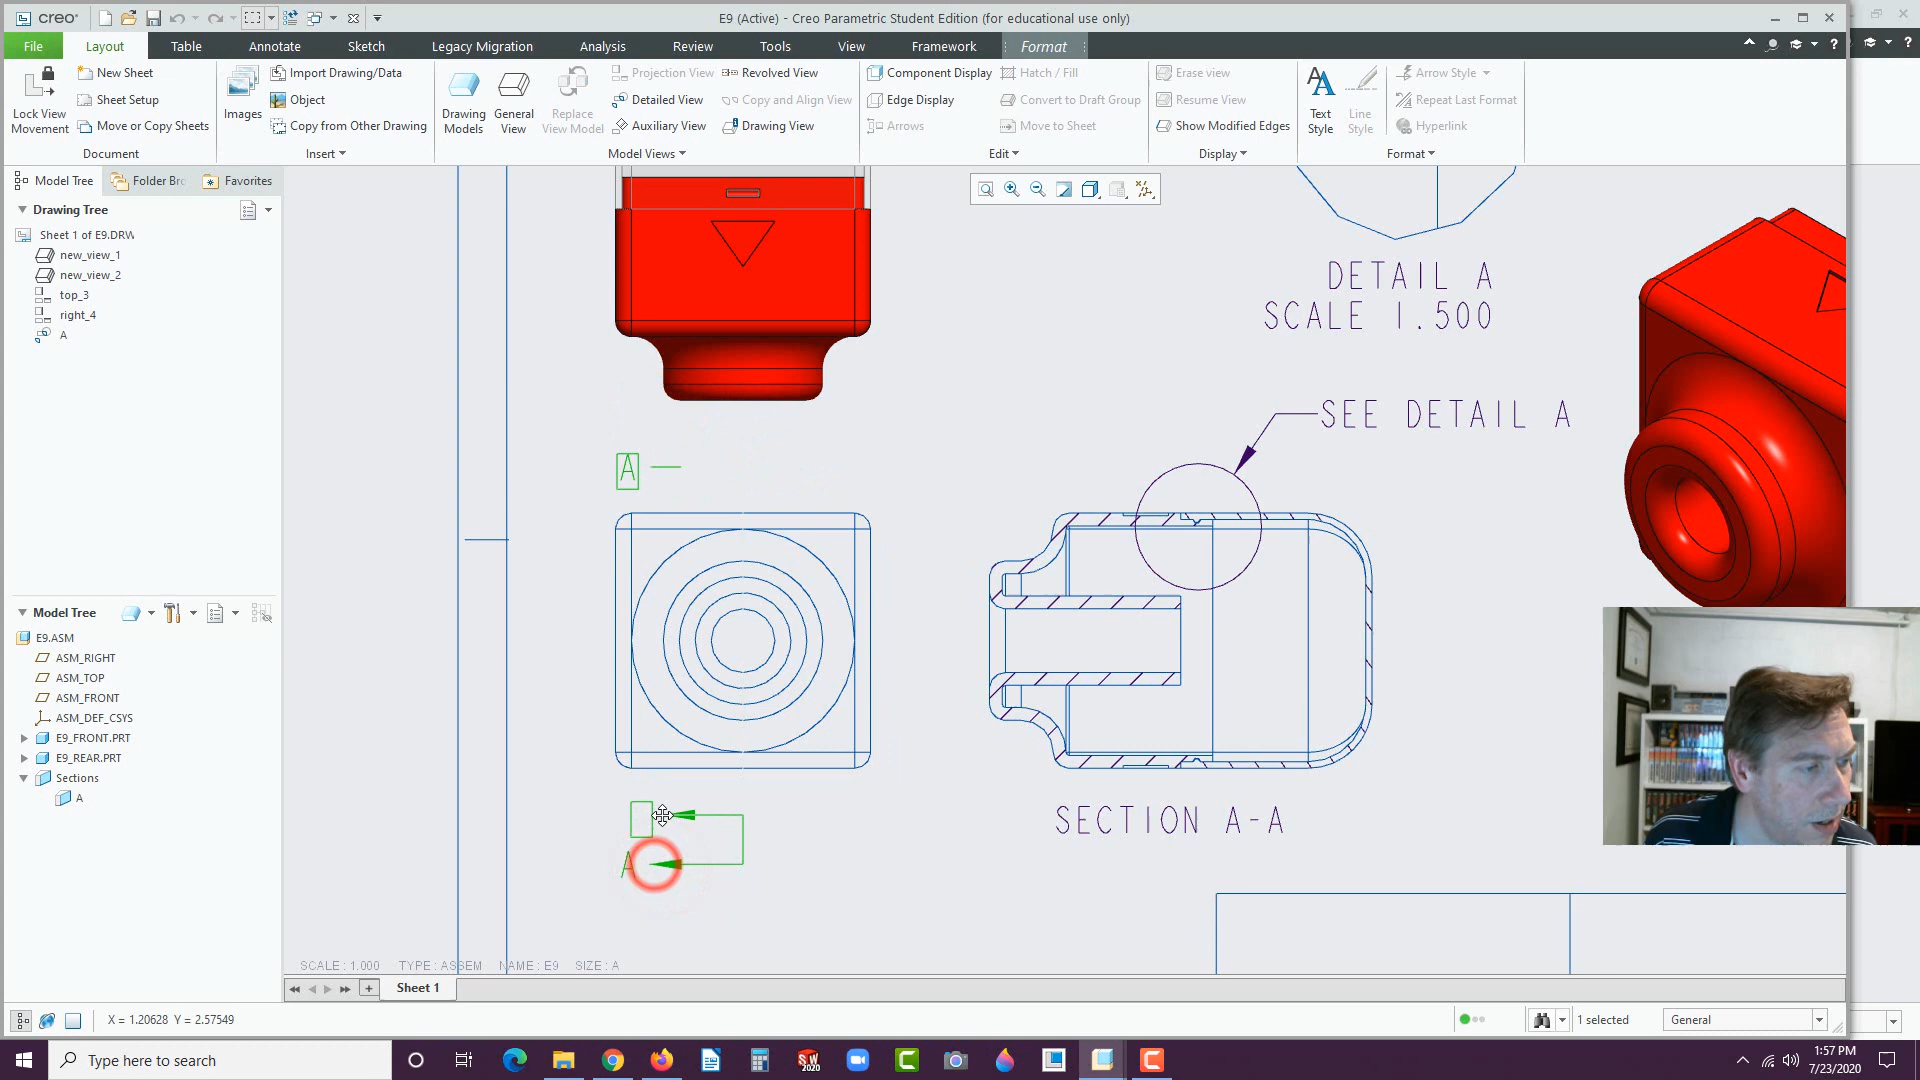 creo
E9 (Active) - Creo Parametric Student Edition (for educational use only)
File Layout Table Annotate Sketch Legacy Migration Analysis Review Tools View Framework Format
Lock View Movement
New Sheet
Sheet Setup
Move or Copy Sheets
Document
Images
Import Drawing/Data
Object
Copy from Other Drawing
Insert
Drawing Models
General View
Replace View Model
Projection View
Detailed View
Auxiliary View
Revolved View
Copy and Align View
Drawing View
Model Views
Component Display
Edge Display
Arrows
Hatch / Fill
Convert to Draft Group
Move to Sheet
Edit
Erase view
Resume View
Show Modified Edges
Display
Text Style
Line Style
Arrow Style
Repeat Last Format
Hyperlink
Format
Model Tree Folder Br Favorites
Drawing Tree
Sheet 1 of E9.DRW
new_view_1
new_view_2
top_3
right_4
A
Model Tree
E9.ASM
ASM_RIGHT
ASM_TOP
ASM_FRONT
ASM_DEF_CSYS
E9_FRONT.PRT
E9_REAR.PRT
Sections
A
DETAIL A
SCALE 1.500
SEE DETAIL A
A
A
SECTION A-A
SCALE : 1.000 TYPE : ASSEM NAME : E9 SIZE : A
Sheet 1
X = 1.20628 Y = 2.57549
1 selected
General
Type here to search
SW
2020
1:57 PM
7/23/2020